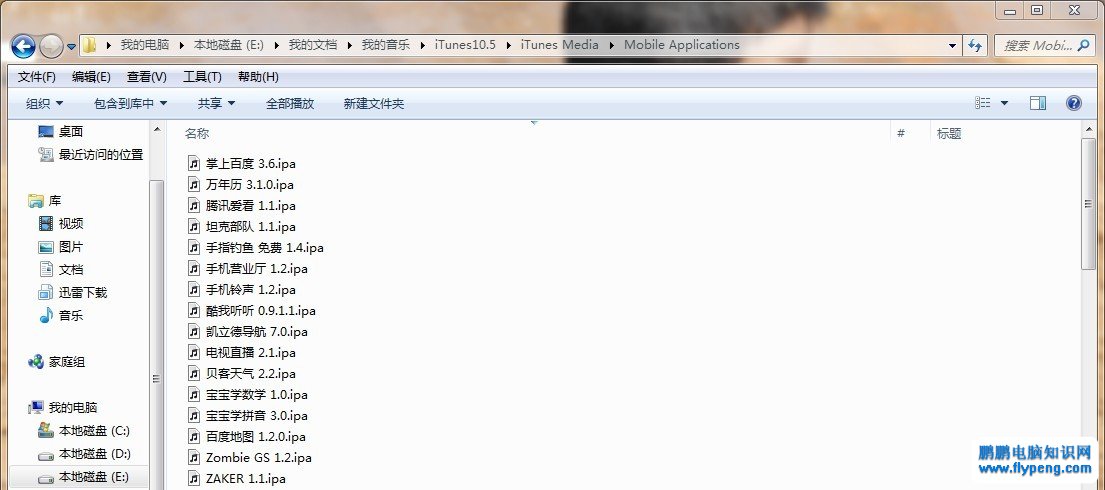 我的电脑 本地磁盘 (E:) 我的文档 我的音乐 iTunes10.5 iTunes Media Mobile Applications 搜索 Mobi...
文件(F) 编辑(E) 查看(V) 工具(T) 帮助(H)
组织 包含到库中 共享 全部播放 新建文件夹
桌面
最近访问的位置
库
视频
图片
文档
迅雷下载
音乐
家庭组
我的电脑
本地磁盘 (C:)
本地磁盘 (D:)
本地磁盘 (E:)
名称 # 标题
掌上百度 3.6.ipa
万年历 3.1.0.ipa
腾讯爱看 1.1.ipa
坦克部队 1.1.ipa
手指钓鱼 免费 1.4.ipa
手机营业厅 1.2.ipa
手机铃声 1.2.ipa
酷我听听 0.9.1.1.ipa
凯立德导航 7.0.ipa
电视直播 2.1.ipa
贝客天气 2.2.ipa
宝宝学数学 1.0.ipa
宝宝学拼音 3.0.ipa
百度地图 1.2.0.ipa
Zombie GS 1.2.ipa
ZAKER 1.1.ipa
鹏鹏电脑知识网
www.flypeng.com